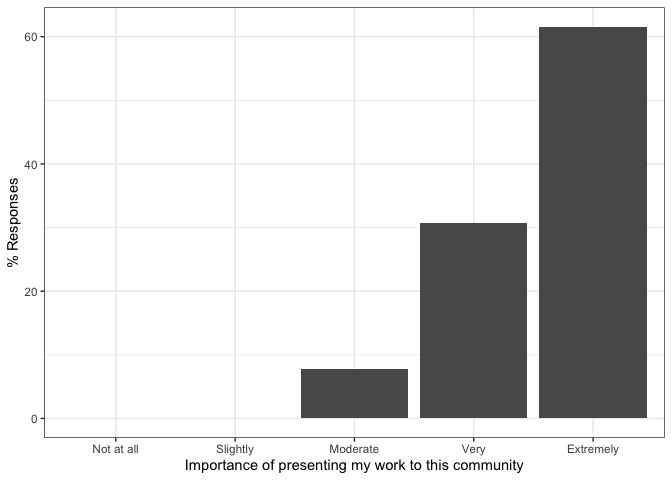 % Responses
60
40
20
0
Not at all
Slightly
Moderate
Very
Extremely
Importance of presenting my work to this community